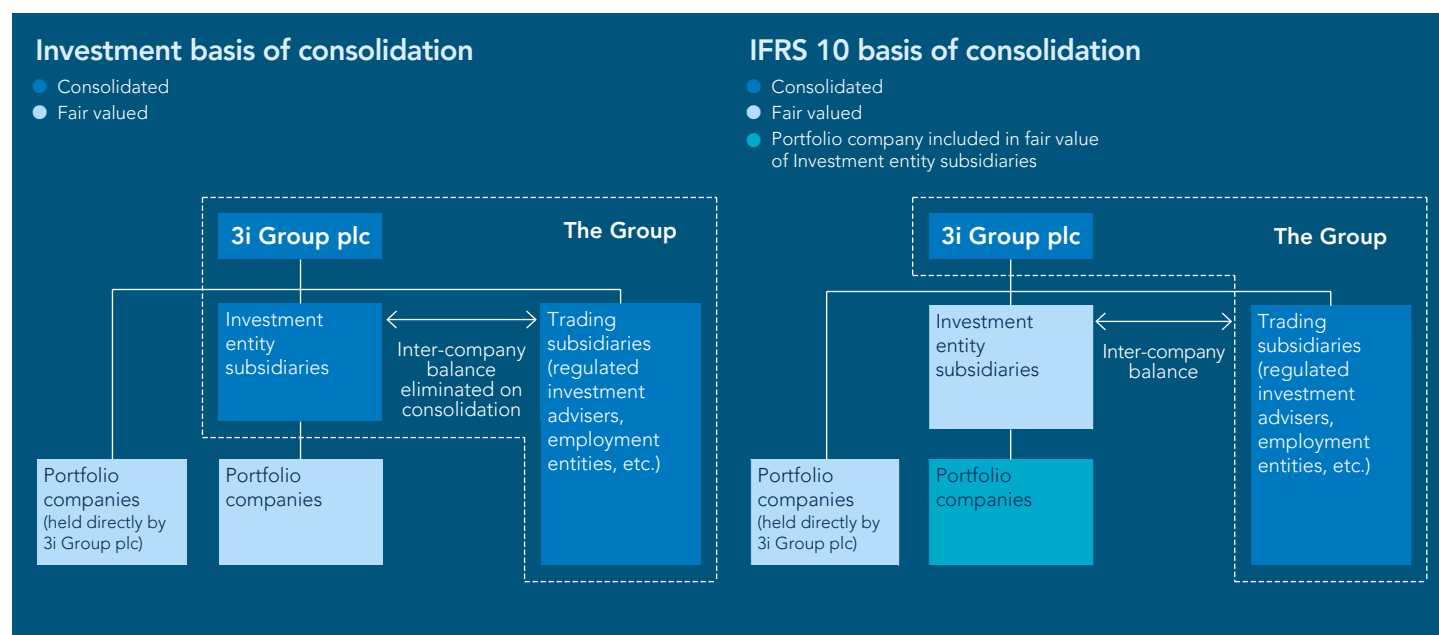 Investment basis of consolidation
Consolidated
Fair valued
3i Group plc
The Group
Investment
entity
subsidiaries
Inter-company
balance
eliminated on
consolidation
Trading
subsidiaries
(regulated
investment
advisers,
employment
entities, etc.)
Portfolio
companies
(held directly by
3i Group plc)
Portfolio
companies
IFRS 10 basis of consolidation
Consolidated
Fair valued
Portfolio company included in fair value
of Investment entity subsidiaries
3i Group plc
The Group
Investment
entity
subsidiaries
Inter-company
balance
Trading
subsidiaries
(regulated
investment
advisers,
employment
entities, etc.)
Portfolio
companies
(held directly by
3i Group plc)
Portfolio
companies